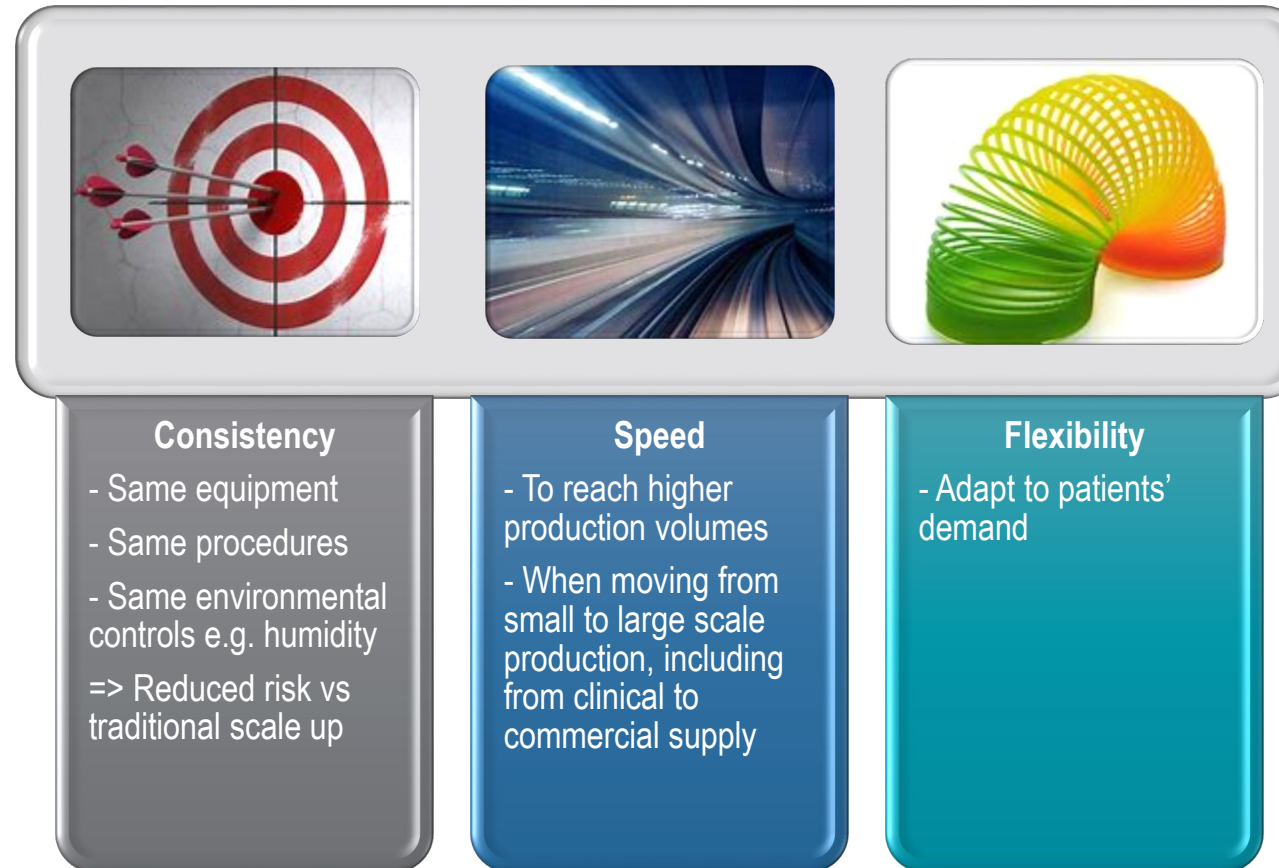 Consistency
- Same equipment
- Same procedures
- Same environmental
controls e.g. humidity
=> Reduced risk vs
traditional scale up
Speed
- To reach higher
production volumes
- When moving from
small to large scale
production, including
from clinical to
commercial supply
Flexibility
- Adapt to patients’
demand